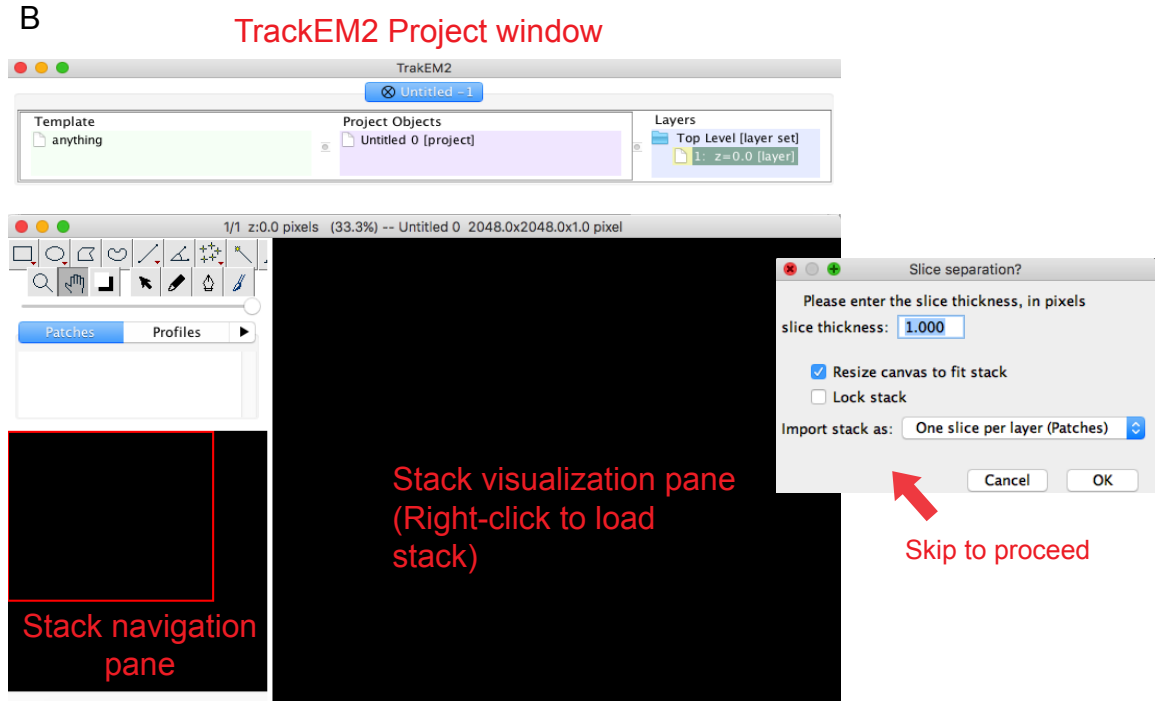 B
TrackEM2 Project window
TrakEM2
Untitled -1
Template
Project Objects
Layers
anything
Untitled 0 [project]
Top Level [layer set]
1: z=0.0 [layer]
1/1 z:0.0 pixels (33.3%) -- Untitled 0 2048.0x2048.0x1.0 pixel
Patches
Profiles
Stack navigation
pane
Stack visualization pane
(Right-click to load
stack)
Slice separation?
Please enter the slice thickness, in pixels
slice thickness: 1.000
Resize canvas to fit stack
Lock stack
Import stack as: One slice per layer (Patches)
Cancel
OK
Skip to proceed